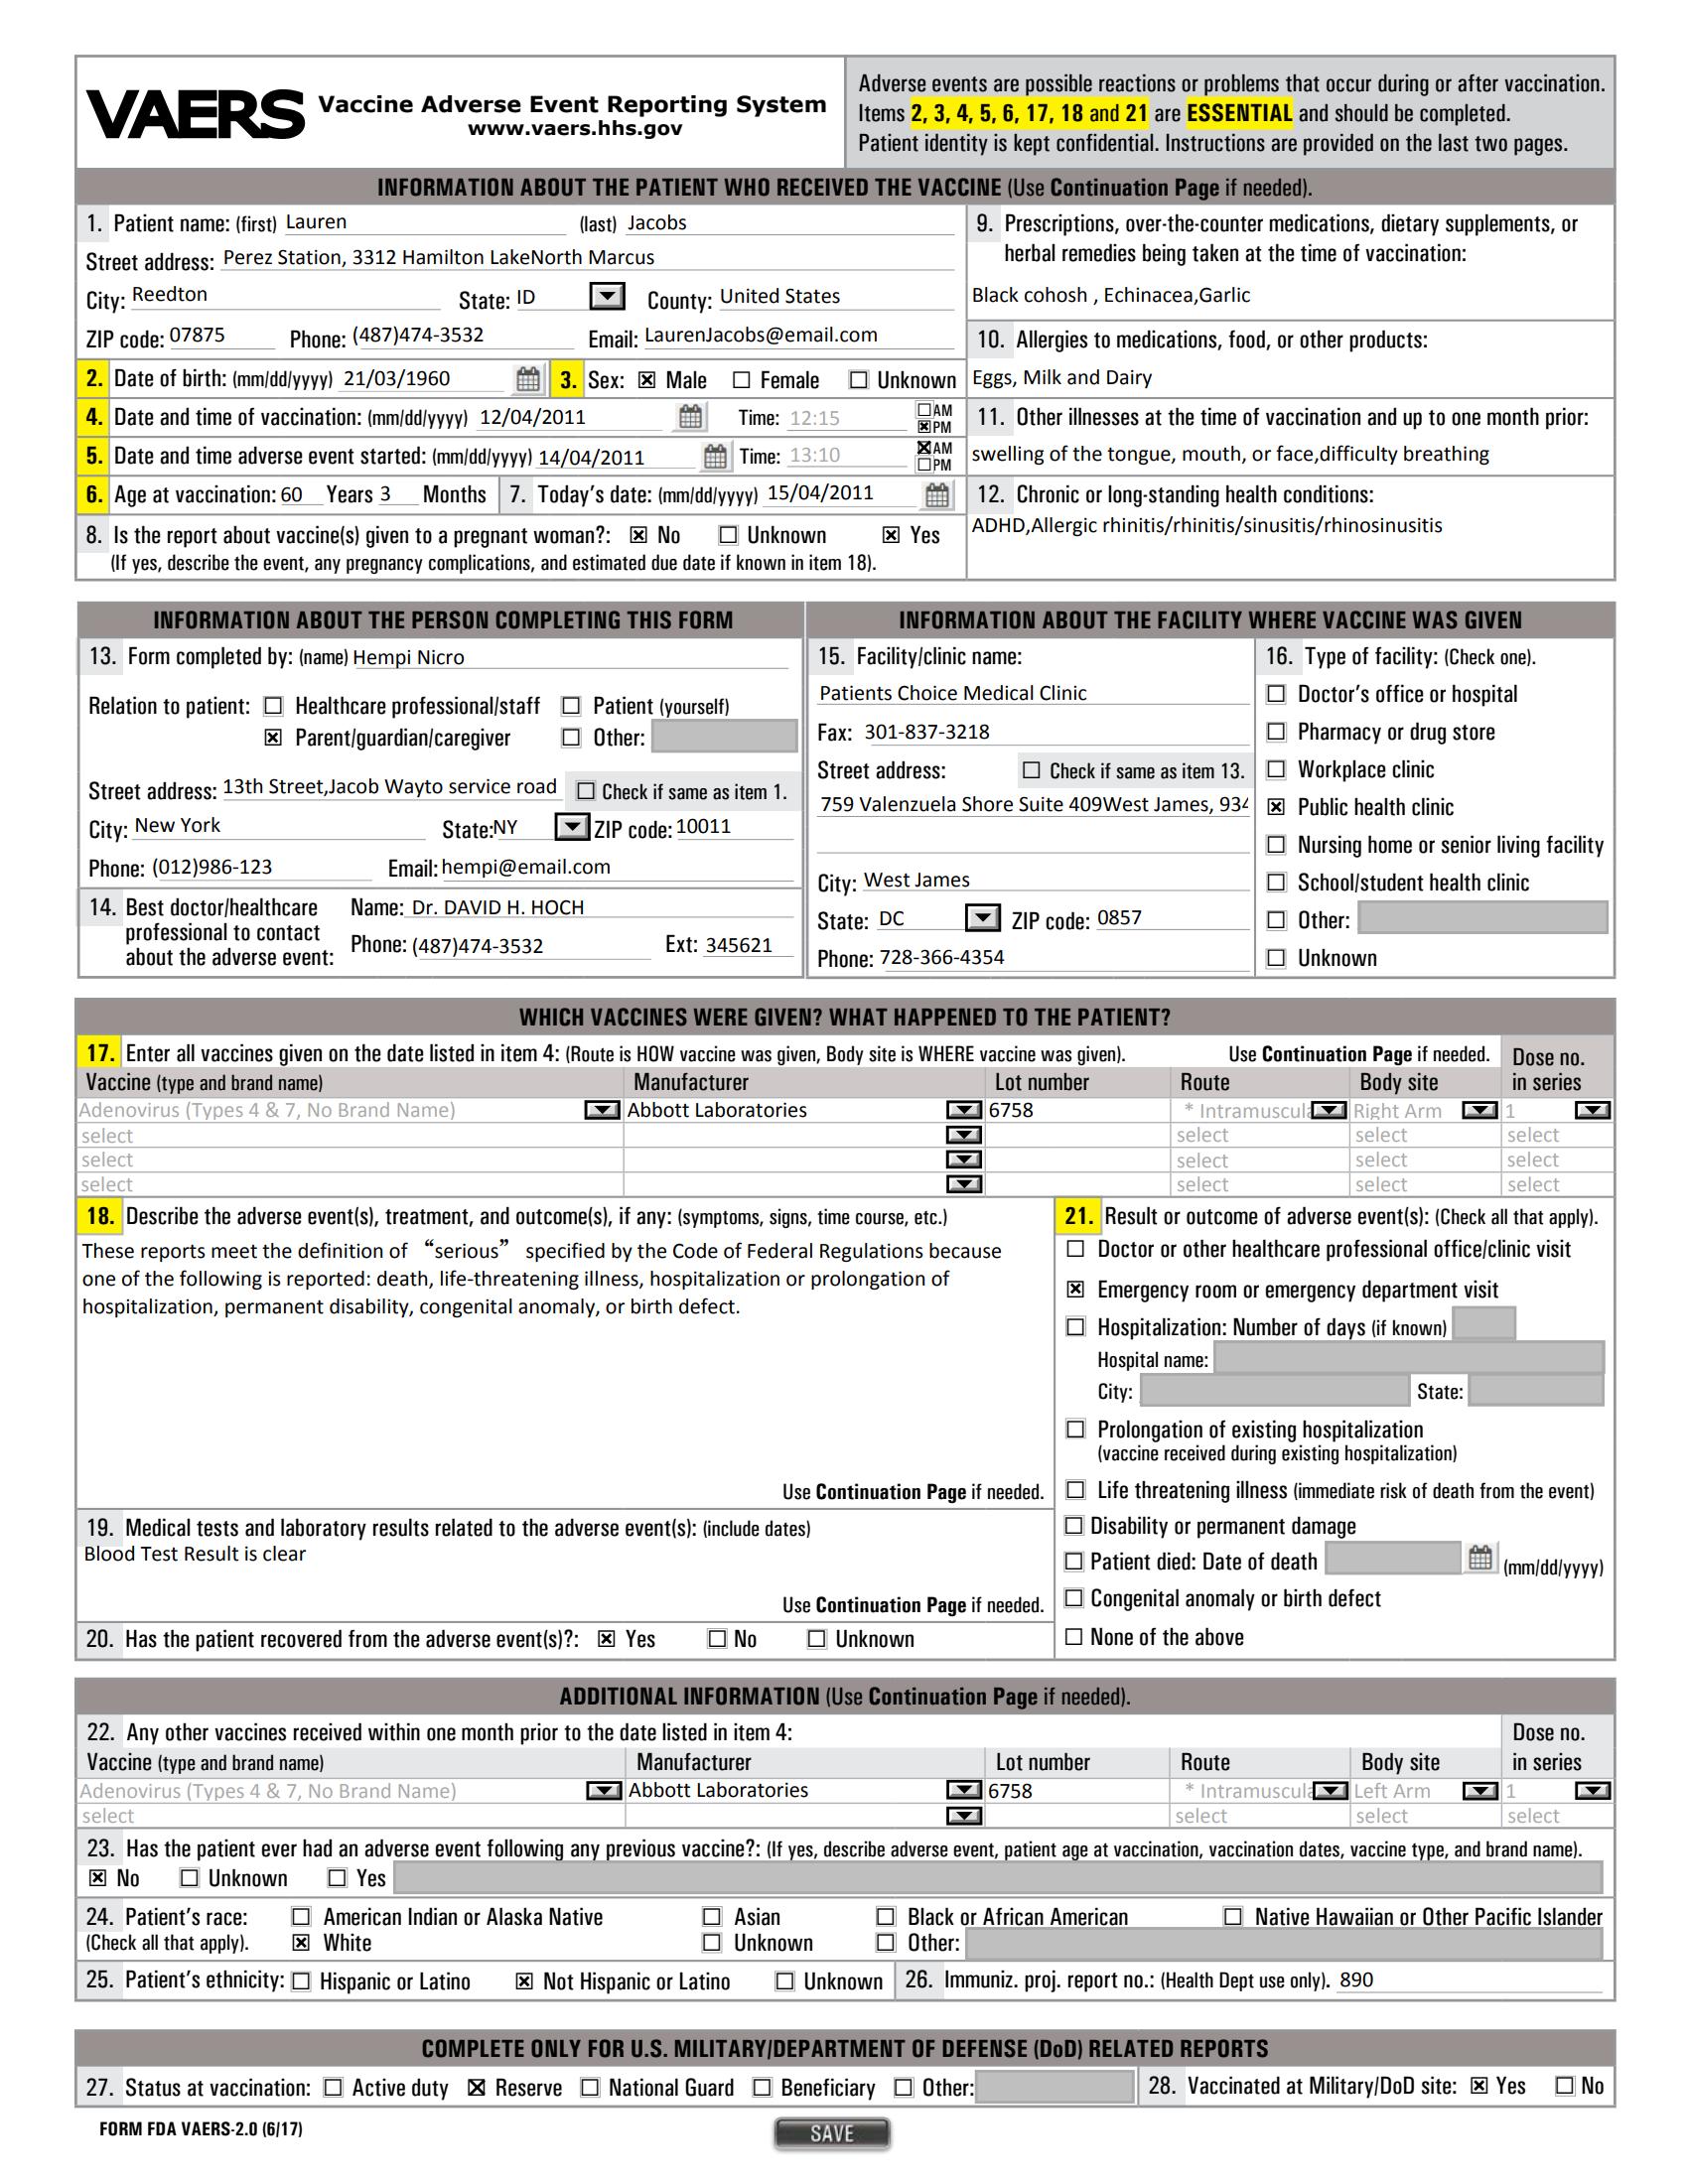 VAERS Vaccine Adverse Event Reporting System
www.vaers.hhs.gov
Adverse events are possible reactions or problems that occur during or after vaccination.
Items 2, 3, 4, 5, 6, 17, 18 and 21 are ESSENTIAL and should be completed.
Patient identity is kept confidential. Instructions are provided on the last two pages.
INFORMATION ABOUT THE PATIENT WHO RECEIVED THE VACCINE (Use Continuation Page if needed).
1. Patient name: (first) Lauren (last) Jacobs
Street address: Perez Station, 3312 Hamilton LakeNorth Marcus
City: Reedton State: ID County: United States
ZIP code: 07875 Phone: (487)474-3532 Email: LaurenJacobs@email.com
2. Date of birth: (mm/dd/yyyy) 21/03/1960 3. Sex: Male Female Unknown
4. Date and time of vaccination: (mm/dd/yyyy) 12/04/2011 Time: 12:15 AM PM
5. Date and time adverse event started: (mm/dd/yyyy) 14/04/2011 Time: 13:10 AM PM
6. Age at vaccination: 60 Years 3 Months 7. Today's date: (mm/dd/yyyy) 15/04/2011
8. Is the report about vaccine(s) given to a pregnant woman?: No Unknown Yes
(If yes, describe the event, any pregnancy complications, and estimated due date if known in item 18).
9. Prescriptions, over-the-counter medications, dietary supplements, or
herbal remedies being taken at the time of vaccination:
Black cohosh , Echinacea,Garlic
10. Allergies to medications, food, or other products:
Eggs, Milk and Dairy
11. Other illnesses at the time of vaccination and up to one month prior:
swelling of the tongue, mouth, or face,difficulty breathing
12. Chronic or long-standing health conditions:
ADHD,Allergic rhinitis/rhinitis/sinusitis/rhinosinusitis
INFORMATION ABOUT THE PERSON COMPLETING THIS FORM
13. Form completed by: (name) Hempi Nicro
Relation to patient: Healthcare professional/staff Patient (yourself)
Parent/guardian/caregiver Other:
Street address: 13th Street,Jacob Wayto service road Check if same as item 1.
City: New York State: NY ZIP code: 10011
Phone: (012)986-123 Email: hempi@email.com
14. Best doctor/healthcare Name: Dr. DAVID H. HOCH
professional to contact
about the adverse event: Phone: (487)474-3532 Ext: 345621
INFORMATION ABOUT THE FACILITY WHERE VACCINE WAS GIVEN
15. Facility/clinic name:
Patients Choice Medical Clinic
Fax: 301-837-3218
Street address: Check if same as item 13.
759 Valenzuela Shore Suite 409West James, 934
City: West James
State: DC ZIP code: 0857
Phone: 728-366-4354
16. Type of facility: (Check one).
Doctor's office or hospital
Pharmacy or drug store
Workplace clinic
Public health clinic
Nursing home or senior living facility
School/student health clinic
Other:
Unknown
WHICH VACCINES WERE GIVEN? WHAT HAPPENED TO THE PATIENT?
17. Enter all vaccines given on the date listed in item 4: (Route is HOW vaccine was given, Body site is WHERE vaccine was given). Use Continuation Page if needed. Dose no.
Vaccine (type and brand name) Manufacturer Lot number Route Body site in series
Adenovirus (Types 4 & 7, No Brand Name) Abbott Laboratories 6758 * Intramuscula Right Arm 1
select select select select
select select select select
select select select select
18. Describe the adverse event(s), treatment, and outcome(s), if any: (symptoms, signs, time course, etc.)
These reports meet the definition of “serious” specified by the Code of Federal Regulations because
one of the following is reported: death, life-threatening illness, hospitalization or prolongation of
hospitalization, permanent disability, congenital anomaly, or birth defect.
Use Continuation Page if needed.
19. Medical tests and laboratory results related to the adverse event(s): (include dates)
Blood Test Result is clear
Use Continuation Page if needed.
20. Has the patient recovered from the adverse event(s)?: Yes No Unknown
21. Result or outcome of adverse event(s): (Check all that apply).
Doctor or other healthcare professional office/clinic visit
Emergency room or emergency department visit
Hospitalization: Number of days (if known)
Hospital name:
City: State:
Prolongation of existing hospitalization
(vaccine received during existing hospitalization)
Life threatening illness (immediate risk of death from the event)
Disability or permanent damage
Patient died: Date of death (mm/dd/yyyy)
Congenital anomaly or birth defect
None of the above
ADDITIONAL INFORMATION (Use Continuation Page if needed).
22. Any other vaccines received within one month prior to the date listed in item 4: Dose no.
Vaccine (type and brand name) Manufacturer Lot number Route Body site in series
Adenovirus (Types 4 & 7, No Brand Name) Abbott Laboratories 6758 * Intramuscula Left Arm 1
select select select select
23. Has the patient ever had an adverse event following any previous vaccine?: (If yes, describe adverse event, patient age at vaccination, vaccination dates, vaccine type, and brand name).
No Unknown Yes
24. Patient's race: American Indian or Alaska Native Asian Black or African American Native Hawaiian or Other Pacific Islander
(Check all that apply). White Unknown Other:
25. Patient's ethnicity: Hispanic or Latino Not Hispanic or Latino Unknown 26. Immuniz. proj. report no.: (Health Dept use only). 890
COMPLETE ONLY FOR U.S. MILITARY/DEPARTMENT OF DEFENSE (DoD) RELATED REPORTS
27. Status at vaccination: Active duty Reserve National Guard Beneficiary Other: 28. Vaccinated at Military/DoD site: Yes No
FORM FDA VAERS-2.0 (6/17) SAVE